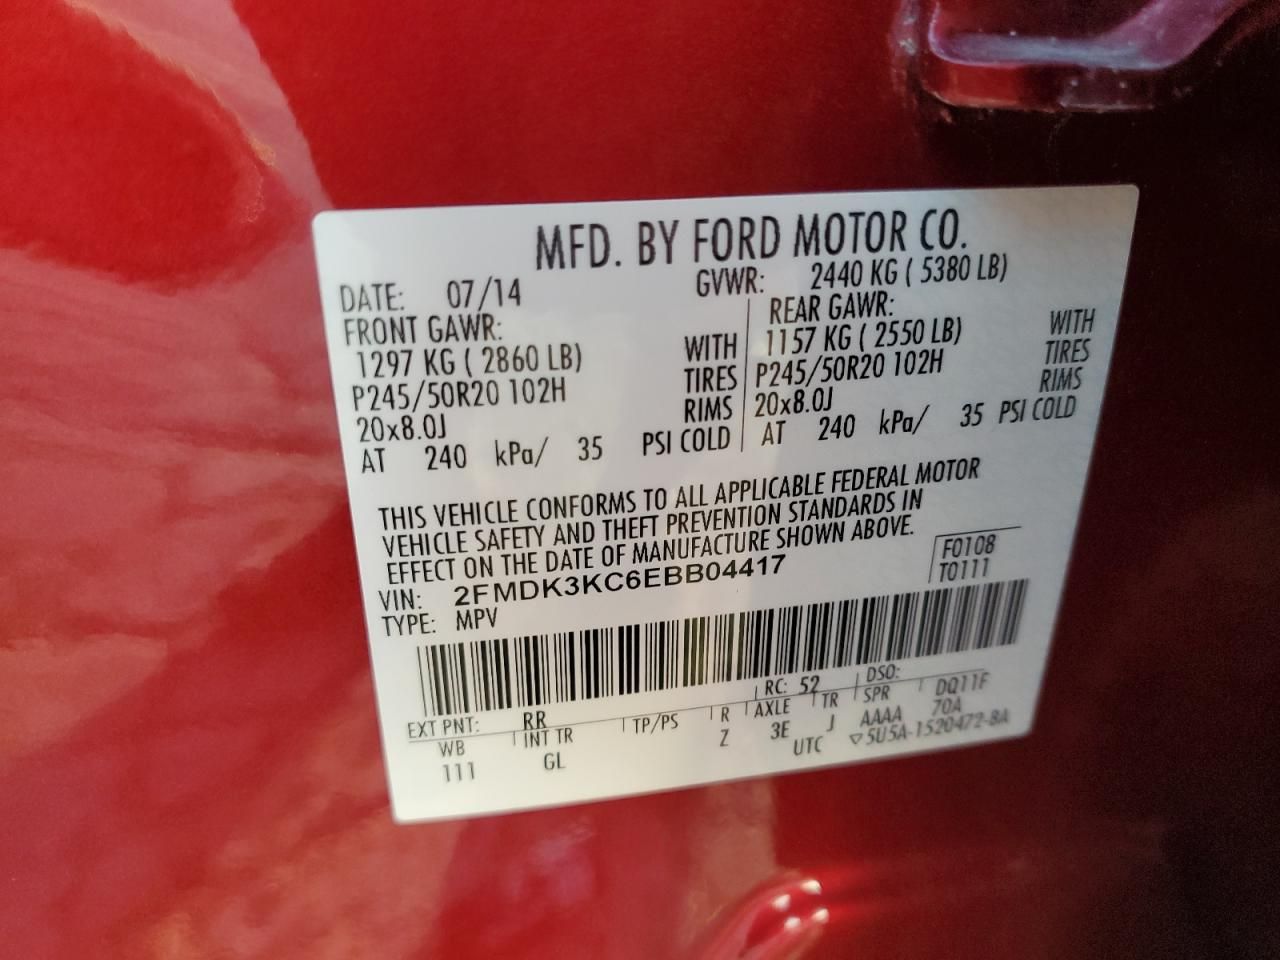 MFD. BY FORD MOTOR CO.
DATE: 07/14 GVWR: 2440 KG ( 5380 LB)
FRONT GAWR: REAR GAWR:
1297 KG ( 2860 LB) WITH 1157 KG ( 2550 LB) WITH
P245/50R20 102H TIRES P245/50R20 102H TIRES
20x8.0J RIMS 20x8.0J RIMS
AT 240 kPa/ 35 PSI COLD AT 240 kPa/ 35 PSI COLD
THIS VEHICLE CONFORMS TO ALL APPLICABLE FEDERAL MOTOR
VEHICLE SAFETY AND THEFT PREVENTION STANDARDS IN
EFFECT ON THE DATE OF MANUFACTURE SHOWN ABOVE.
F0108
VIN: 2FMDK3KC6EBB04417 T0111
TYPE: MPV
EXT PNT: RR RC: 52 DSO:
WB INT TR TP/PS R AXLE TR SPR DQ11F
111 GL Z 3E J AAAA 70A
UTC ▽5U5A-1520472-BA